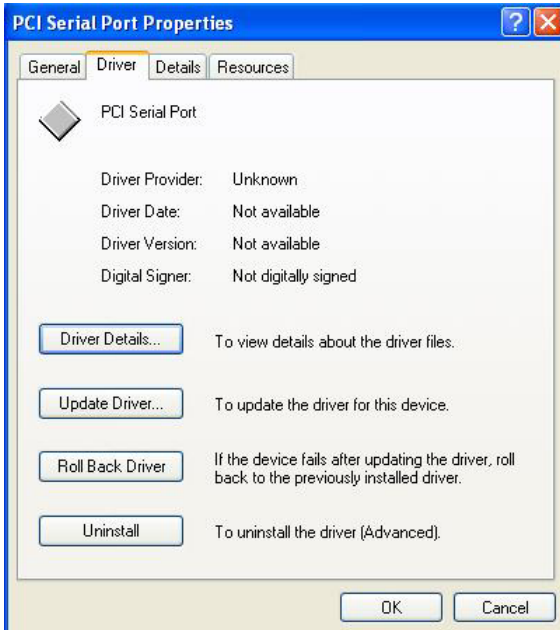 PCI Serial Port Properties
General Driver Details Resources
PCI Serial Port
Driver Provider: Unknown
Driver Date: Not available
Driver Version: Not available
Digital Signer: Not digitally signed
Driver Details... To view details about the driver files.
Update Driver... To update the driver for this device.
Roll Back Driver If the device fails after updating the driver, roll
back to the previously installed driver.
Uninstall To uninstall the driver (Advanced).
OK Cancel